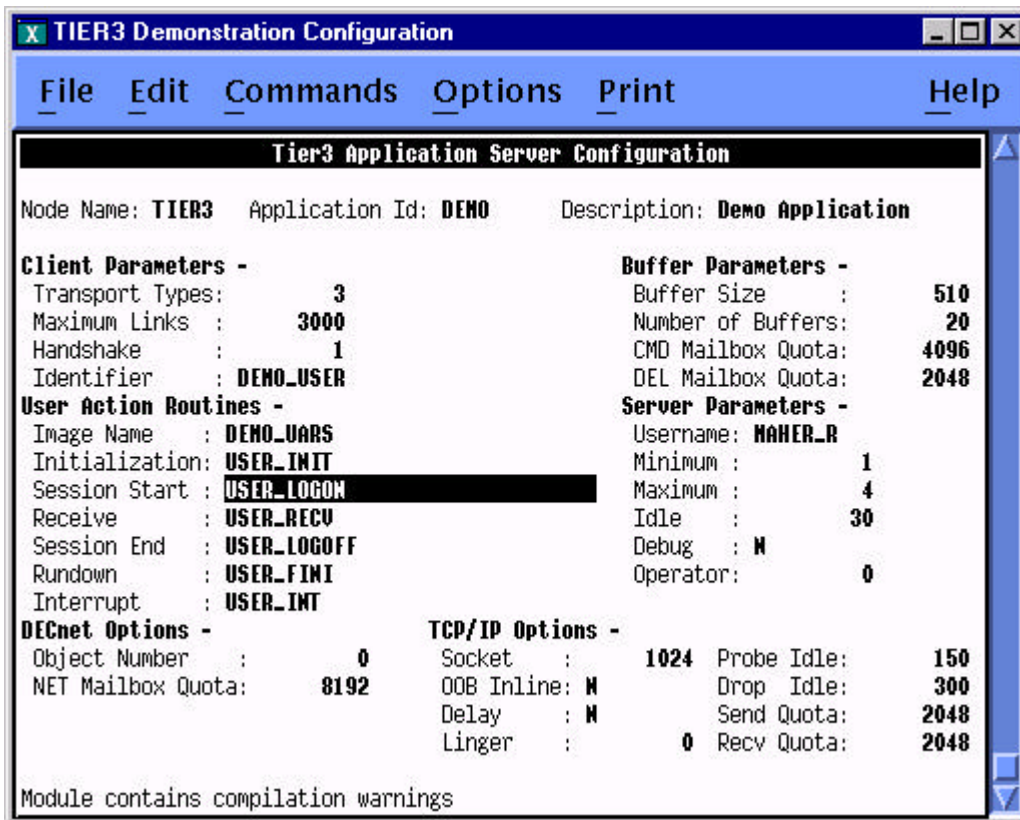 TIER3 Demonstration Configuration
File Edit Commands Options Print Help
Tier3 Application Server Configuration
Node Name: TIER3 Application Id: DEMO Description: Demo Application
Client Parameters - Buffer Parameters -
Transport Types: 3 Buffer Size : 510
Maximum Links : 3000 Number of Buffers: 20
Handshake : 1 CMD Mailbox Quota: 4096
Identifier : DEMO_USER DEL Mailbox Quota: 2048
User Action Routines - Server Parameters -
Image Name : DEMO_UARS Username: MAHER_R
Initialization: USER_INIT Minimum : 1
Session Start : USER_LOGON Maximum : 4
Receive : USER_RECV Idle : 30
Session End : USER_LOGOFF Debug : N
Rundown : USER_FINI Operator: 0
Interrupt : USER_INT
DECnet Options - TCP/IP Options -
Object Number : 0 Socket : 1024 Probe Idle: 150
NET Mailbox Quota: 8192 OOB Inline: N Drop Idle: 300
Delay : N Send Quota: 2048
Linger : 0 Recv Quota: 2048
Module contains compilation warnings